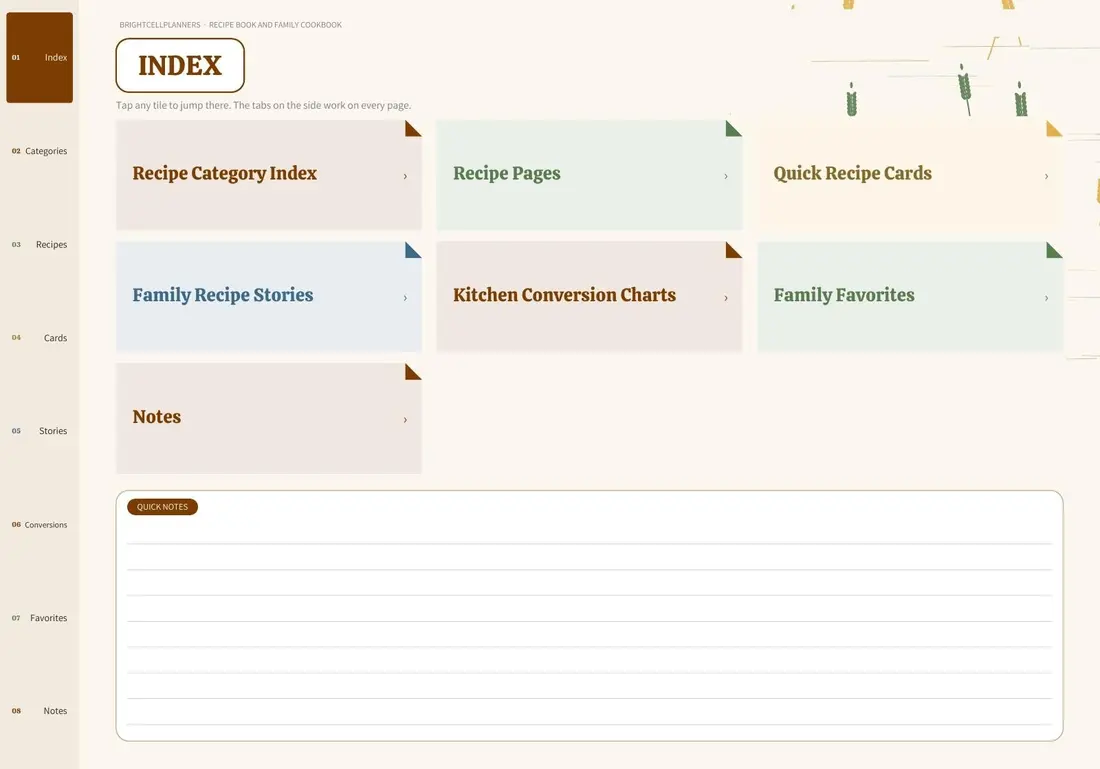 BRIGHTCELLPLANNERS · RECIPE BOOK AND FAMILY COOKBOOK
INDEX
Tap any tile to jump there. The tabs on the side work on every page.
01 Index
02 Categories
03 Recipes
04 Cards
05 Stories
06 Conversions
07 Favorites
08 Notes
Recipe Category Index ›
Recipe Pages ›
Quick Recipe Cards ›
Family Recipe Stories ›
Kitchen Conversion Charts ›
Family Favorites ›
Notes ›
QUICK NOTES